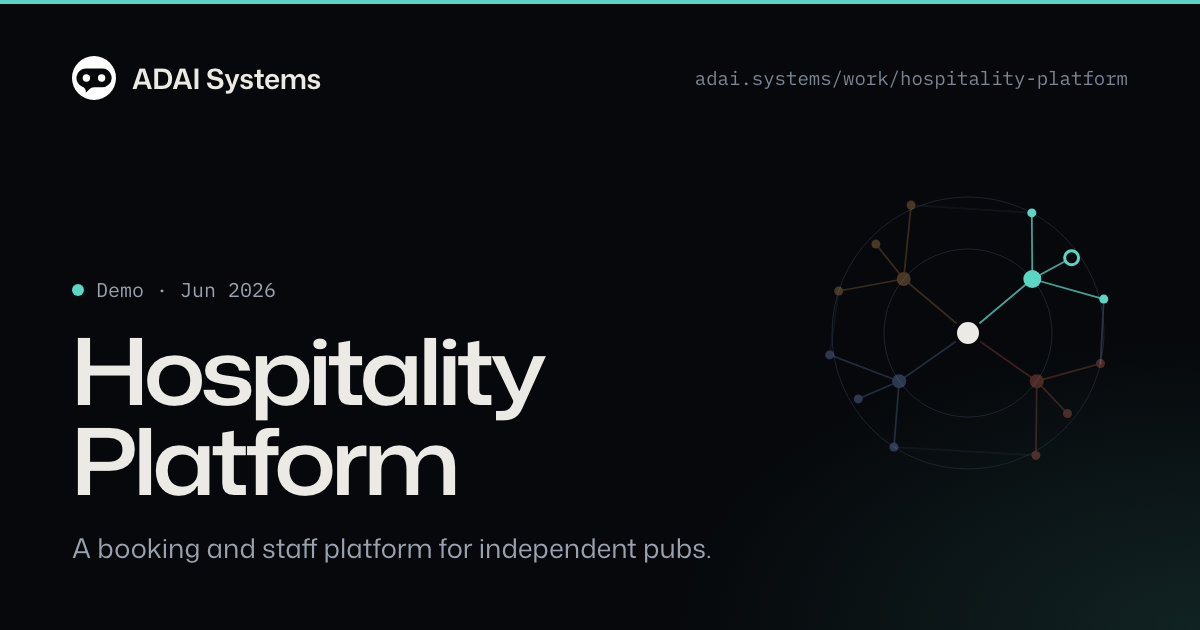 ADAI Systems
adai.systems/work/hospitality-platform
Demo · Jun 2026
Hospitality
Platform
A booking and staff platform for independent pubs.